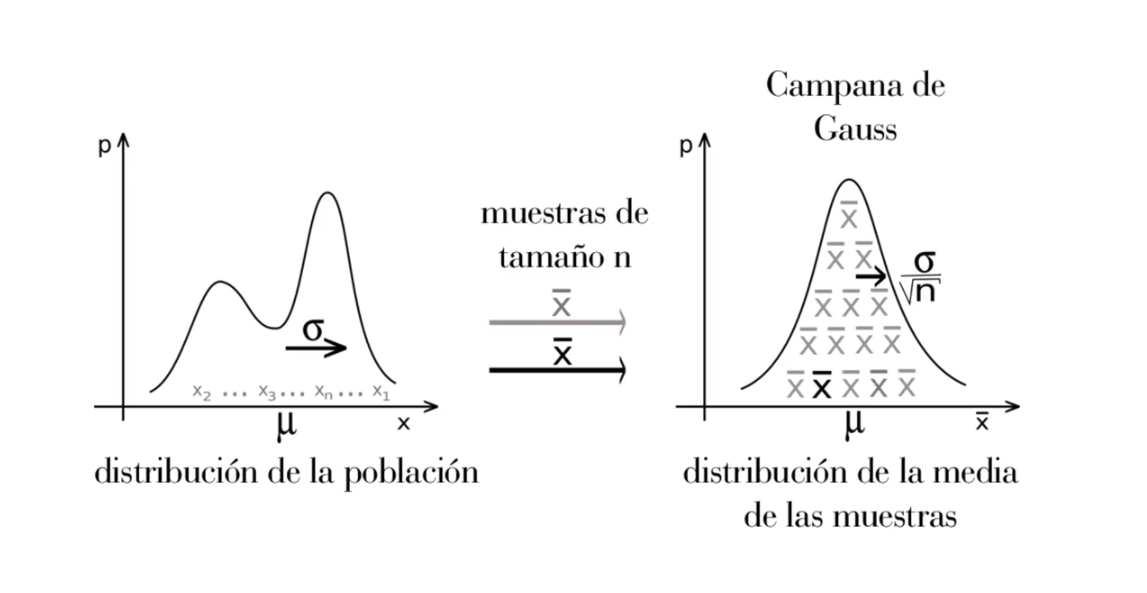 Campana de
Gauss
p
σ
x₂ ... x₃... xₙ... x₁
μ
x
distribución de la población
muestras de
tamaño n
x̄
x̄
p
x̄
x̄ x̄
σ
√n
x̄ x̄ x̄
x̄ x̄ x̄ x̄
x̄ x̄ x̄ x̄ x̄
μ
x̄
distribución de la media
de las muestras